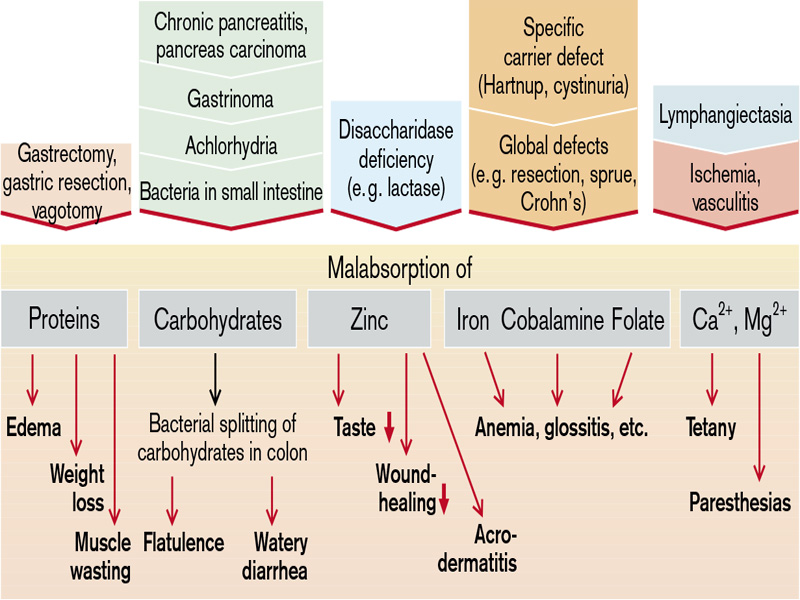 Chronic pancreatitis,
pancreas carcinoma
Gastrinoma
Achlorhydria
Bacteria in small intestine
Gastrectomy,
gastric resection,
vagotomy
Disaccharidase
deficiency
(e.g. lactase)
Specific
carrier defect
(Hartnup, cystinuria)
Global defects
(e.g. resection, sprue,
Crohn's)
Lymphangiectasia
Ischemia,
vasculitis
Malabsorption of
Proteins
Carbohydrates
Zinc
Iron Cobalamine Folate
Ca2+, Mg2+
Edema
Weight
loss
Muscle
wasting
Bacterial splitting of
carbohydrates in colon
Flatulence
Watery
diarrhea
Taste
Wound-
healing
Acro-
dermatitis
Anemia, glossitis, etc.
Tetany
Paresthesias